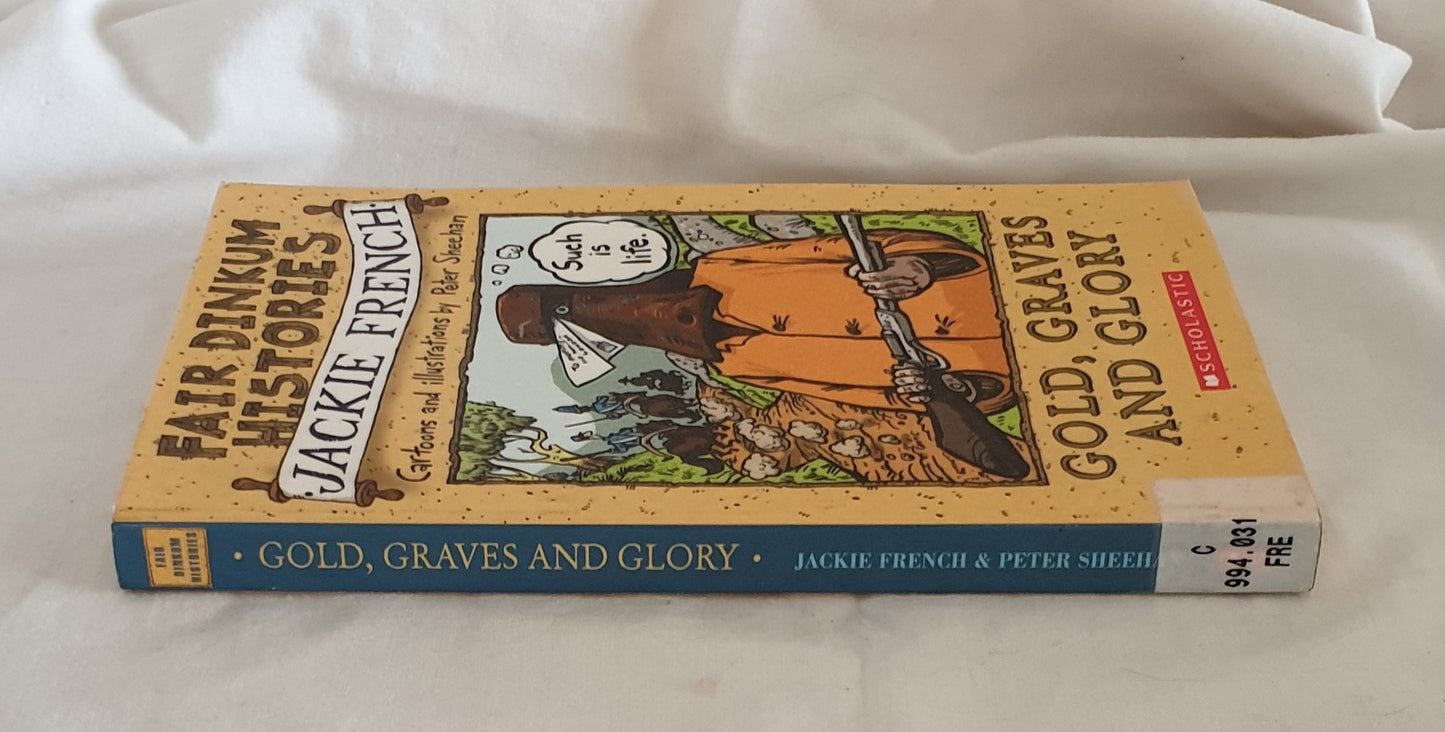 FAIR DINKUM
HISTORIES
JACKIE FRENCH
Cartoons and illustrations by Peter Sheehan
Such
is
life.
GOLD, GRAVES
AND GLORY
SCHOLASTIC
FAIR
DINKUM
HISTORIES
• GOLD, GRAVES AND GLORY •
JACKIE FRENCH & PETER SHEEHA
C
994.031
FRE